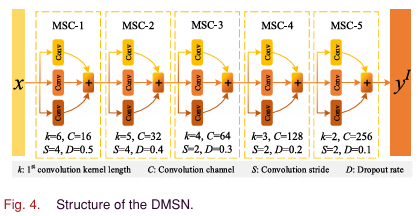 MSC-1 MSC-2 MSC-3 MSC-4 MSC-5
Conv Conv Conv Conv Conv
x Conv + Conv + Conv + Conv + Conv + y^I
Conv Conv Conv Conv Conv
k=6, C=16 k=5, C=32 k=4, C=64 k=3, C=128 k=2, C=256
S=4, D=0.5 S=4, D=0.4 S=2, D=0.3 S=2, D=0.2 S=2, D=0.1
k: 1st convolution kernel length C: Convolution channel S: Convolution stride D: Dropout rate
Fig. 4. Structure of the DMSN.